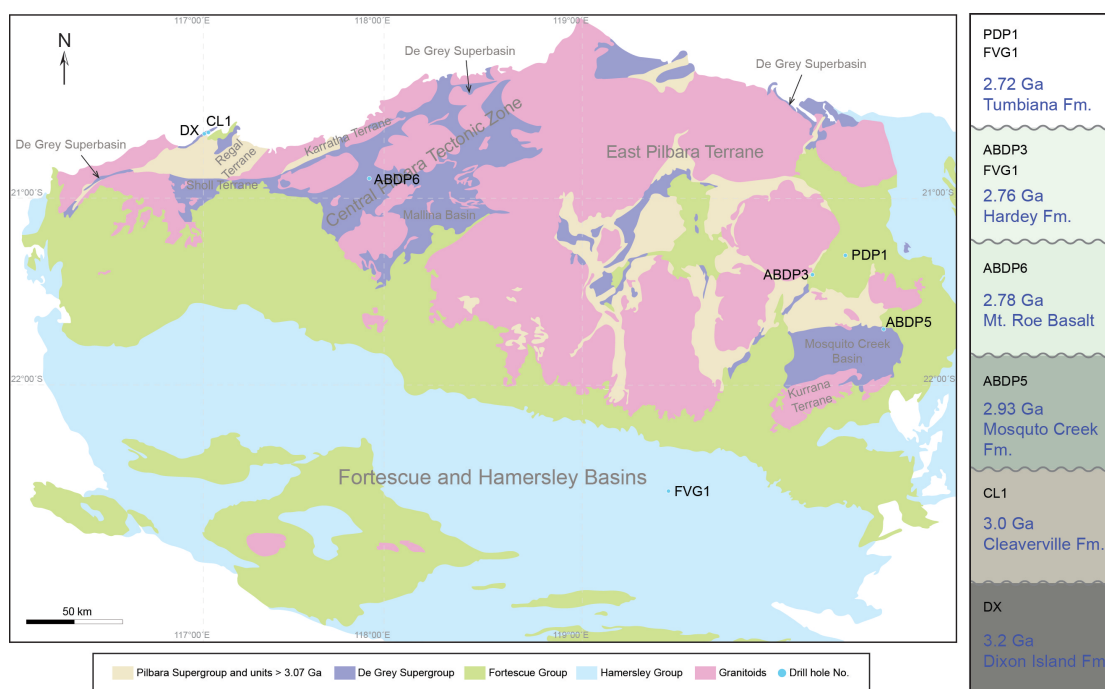 117°00´E
118°00´E
119°00´E
N
De Grey Superbasin
De Grey Superbasin
DX
CL1
De Grey Superbasin
Regal
Terrane
Karratha Terrane
Sholl Terrane
Central Pilbara Tectonic Zone
ABDP6
Mallina Basin
East Pilbara Terrane
21°00´S
21°00´S
PDP1
ABDP3
ABDP5
Mosquito Creek
Basin
Kurrana
Terrane
22°00´S
22°00´S
Fortescue and Hamersley Basins
FVG1
50 km
117°00´E
118°00´E
119°00´E
Pilbara Supergroup and units > 3.07 Ga
De Grey Supergroup
Fortescue Group
Hamersley Group
Granitoids
Drill hole No.
PDP1
FVG1
2.72 Ga
Tumbiana Fm.
ABDP3
FVG1
2.76 Ga
Hardey Fm.
ABDP6
2.78 Ga
Mt. Roe Basalt
ABDP5
2.93 Ga
Mosquto Creek
Fm.
CL1
3.0 Ga
Cleaverville Fm.
DX
3.2 Ga
Dixon Island Fm